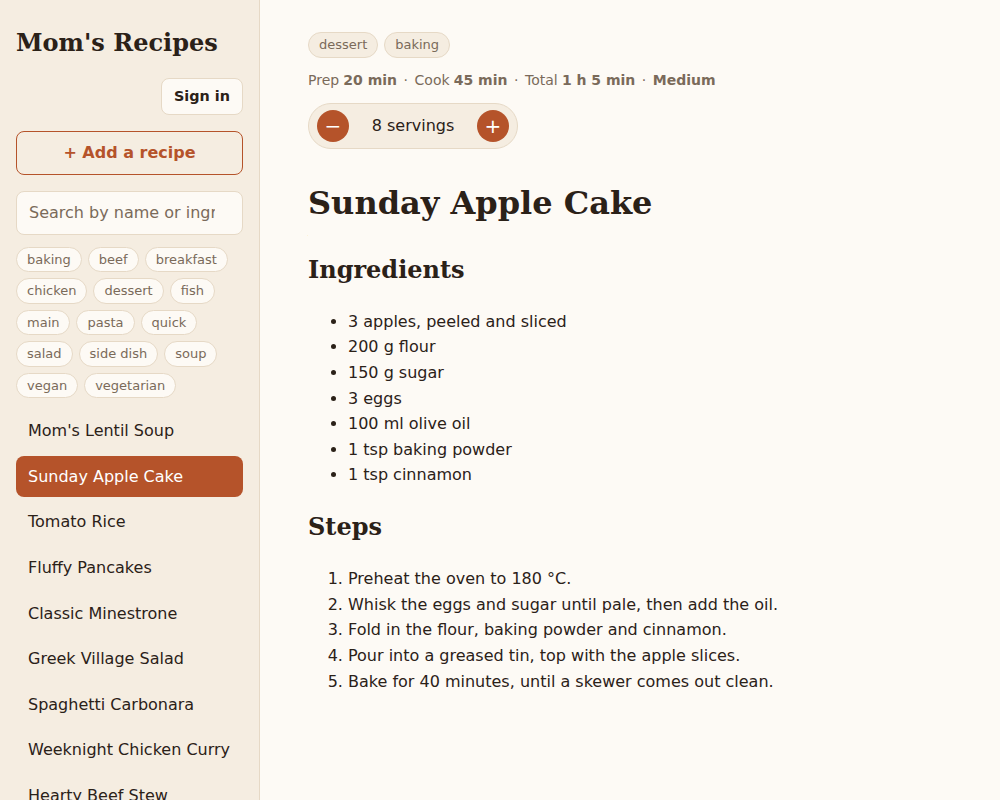 Mom's Recipes
Sign in
+ Add a recipe
Search by name or ingr
baking beef breakfast
chicken dessert fish
main pasta quick
salad side dish soup
vegan vegetarian
Mom's Lentil Soup
Sunday Apple Cake
Tomato Rice
Fluffy Pancakes
Classic Minestrone
Greek Village Salad
Spaghetti Carbonara
Weeknight Chicken Curry
Hearty Beef Stew
dessert baking
Prep 20 min · Cook 45 min · Total 1 h 5 min · Medium
− 8 servings +
Sunday Apple Cake
Ingredients
• 3 apples, peeled and sliced
• 200 g flour
• 150 g sugar
• 3 eggs
• 100 ml olive oil
• 1 tsp baking powder
• 1 tsp cinnamon
Steps
1. Preheat the oven to 180 °C.
2. Whisk the eggs and sugar until pale, then add the oil.
3. Fold in the flour, baking powder and cinnamon.
4. Pour into a greased tin, top with the apple slices.
5. Bake for 40 minutes, until a skewer comes out clean.